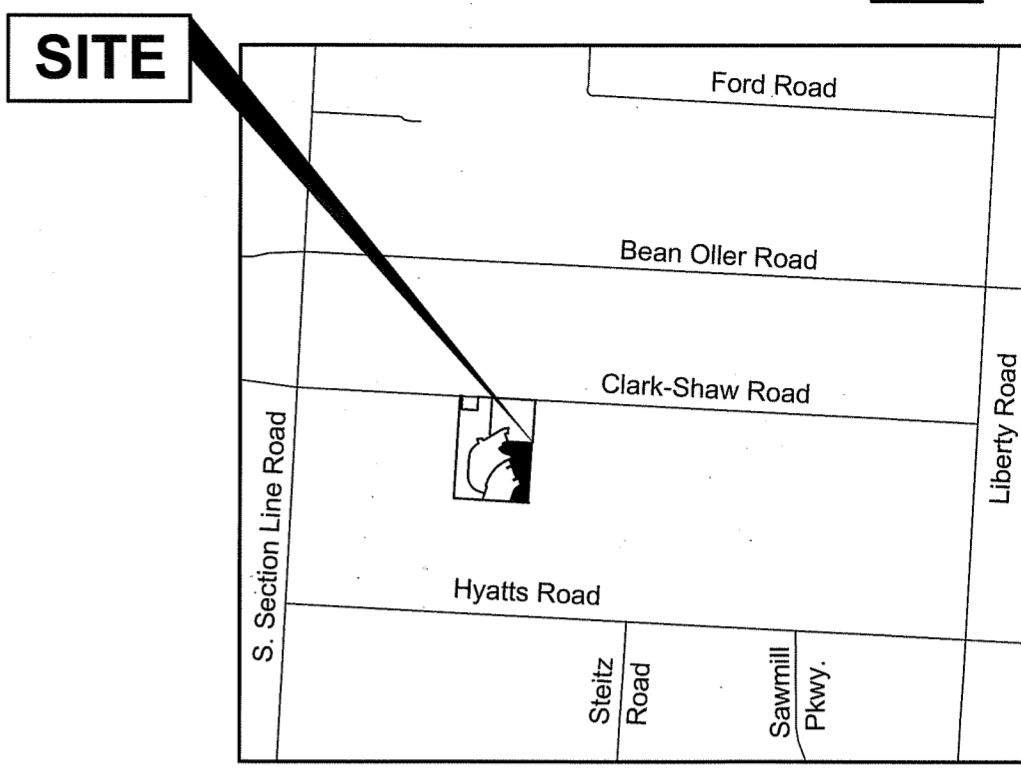 SITE
Ford Road
Bean Oller Road
Clark-Shaw Road
Liberty Road
S. Section Line Road
Hyatts Road
Steitz
Road
Sawmill
Pkwy.